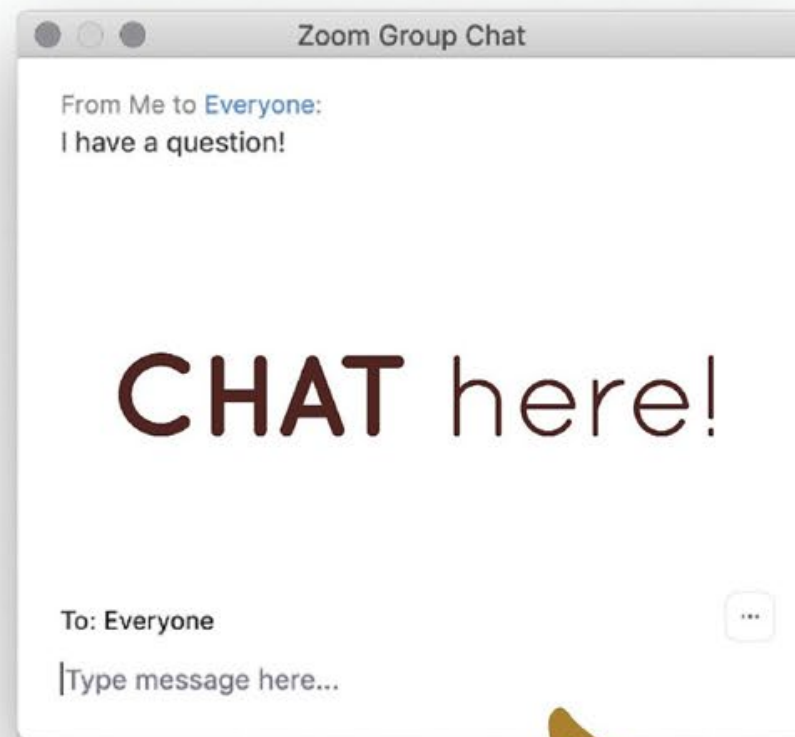 Zoom Group Chat
From Me to Everyone:
I have a question!
CHAT here!
To: Everyone
...
Type message here...